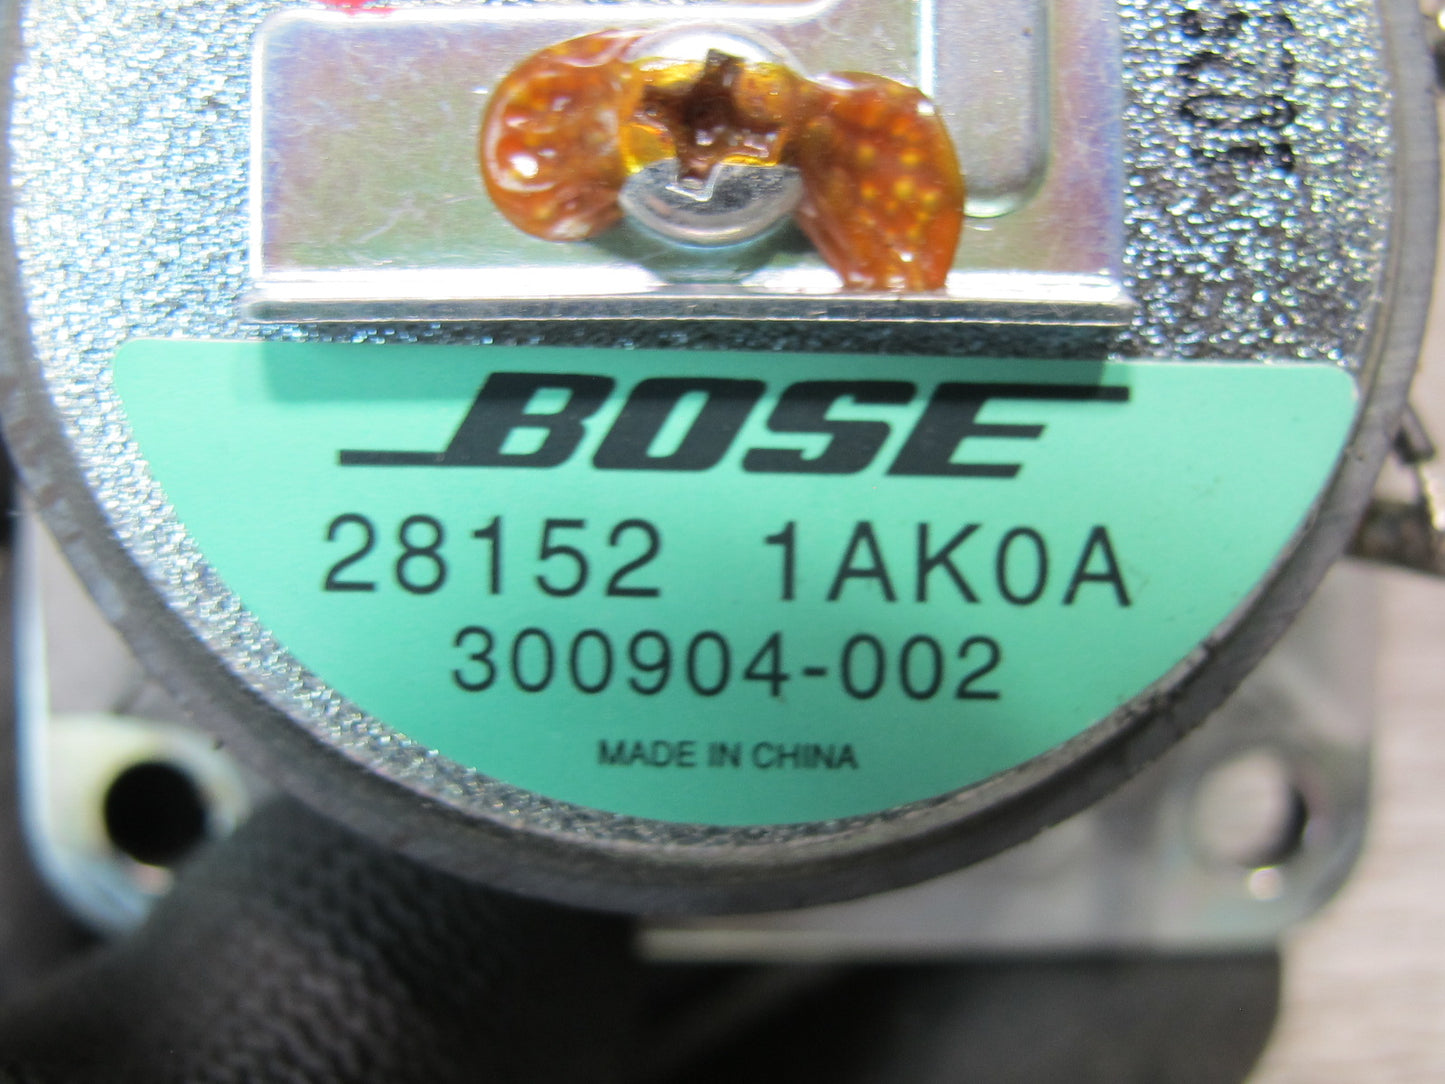 BOSE
28152 1AK0A
300904-002
MADE IN CHINA